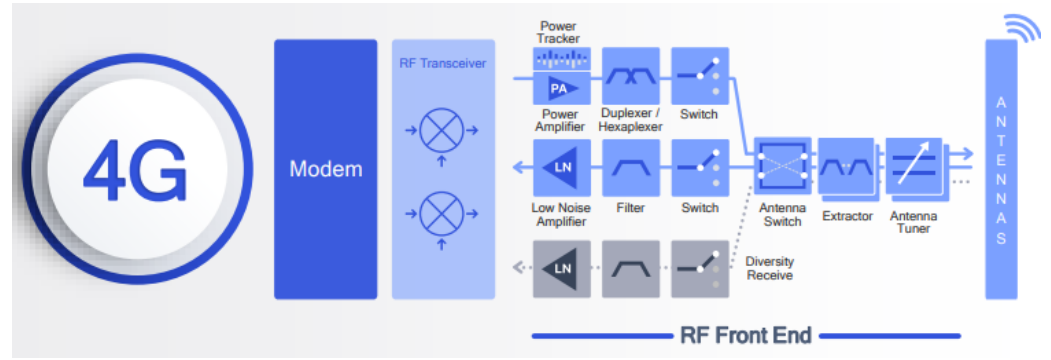 4G
Modem
RF Transceiver
Power
Tracker
PA
Power
Amplifier
Duplexer /
Hexaplexer
Switch
LN
Low Noise
Amplifier
Filter
Switch
Antenna
Switch
Extractor
Antenna
Tuner
LN
Diversity
Receive
RF Front End
ANTENNAS